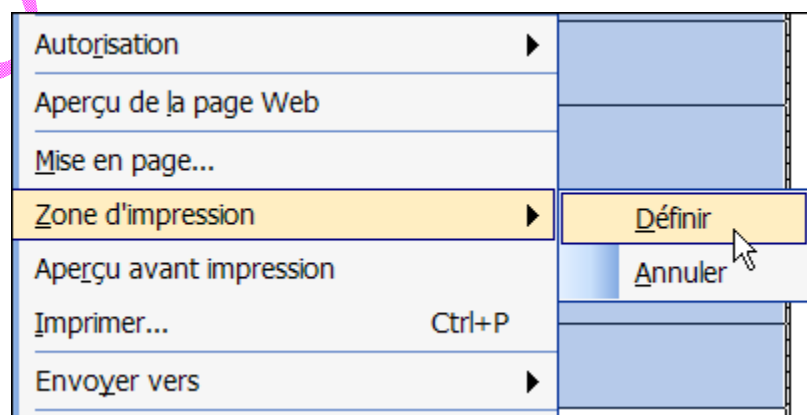 Autorisation
Aperçu de la page Web
Mise en page...
Zone d'impression
Définir
Aperçu avant impression
Annuler
Imprimer... Ctrl+P
Envoyer vers